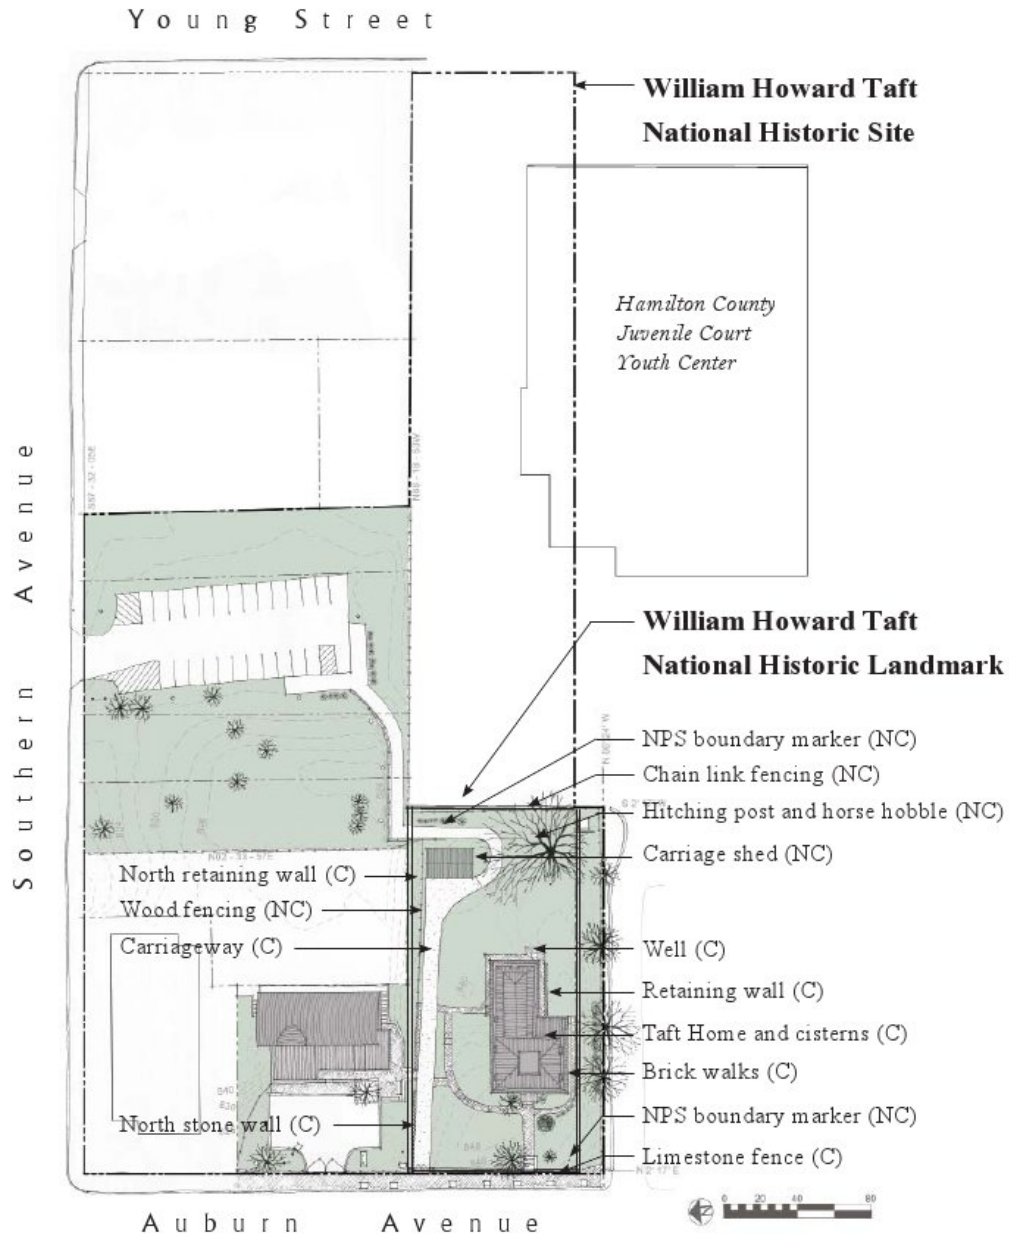 Young Street
William Howard Taft
National Historic Site
Hamilton County
Juvenile Court
Youth Center
Southern Avenue
William Howard Taft
National Historic Landmark
NPS boundary marker (NC)
Chain link fencing (NC)
Hitching post and horse hobble (NC)
Carriage shed (NC)
North retaining wall (C)
Wood fencing (NC)
Carriageway (C)
Well (C)
Retaining wall (C)
Taft Home and cisterns (C)
Brick walks (C)
NPS boundary marker (NC)
North stone wall (C)
Limestone fence (C)
N 2°17'E
Auburn Avenue
0 20 40 80